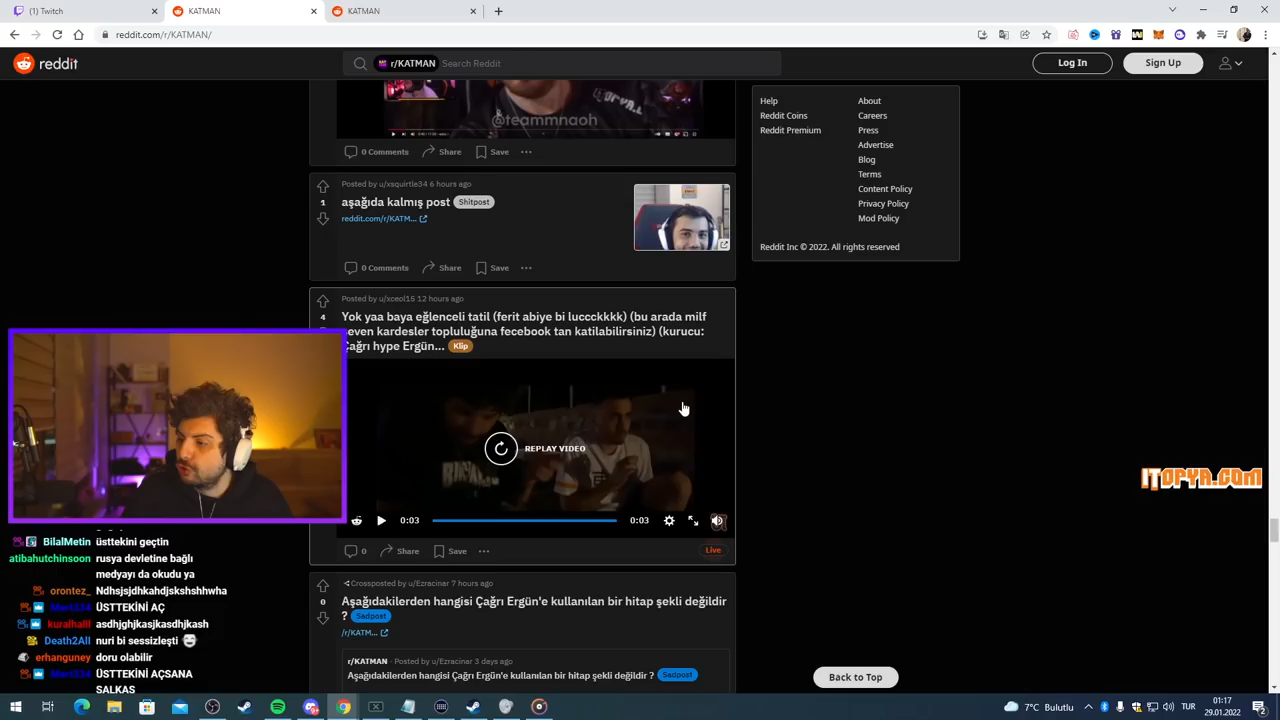 (1) Twitch
KATMAN
KATMAN
reddit.com/r/KATMAN/
reddit
r/KATMAN
Search Reddit
Log In
Sign Up
@teammnaoh
0 Comments
Share
Save
Posted by u/xsquirtle34 6 hours ago
1
aşağıda kalmış post Shitpost
reddit.com/r/KATM...
0 Comments
Share
Save
Posted by u/xceol15 12 hours ago
4
Yok yaa baya eğlenceli tatil (ferit abiye bi luccckkkk) (bu arada milf
seven kardesler topluluğuna fecebook tan katilabilirsiniz) (kurucu:
Çağrı hype Ergün... Klip
REPLAY VIDEO
0:03
0:03
0
Share
Save
Live
Crossposted by u/Ezracinar 7 hours ago
0
Aşağıdakilerden hangisi Çağrı Ergün'e kullanılan bir hitap şekli değildir
? Sadpost
/r/KATM...
r/KATMAN · Posted by u/Ezracinar 3 days ago
Aşağıdakilerden hangisi Çağrı Ergün'e kullanılan bir hitap şekli değildir ? Sadpost
Help
About
Reddit Coins
Careers
Reddit Premium
Press
Advertise
Blog
Terms
Content Policy
Privacy Policy
Mod Policy
Reddit Inc © 2022. All rights reserved
Back to Top
ITOPYA.COM
BilalMetin üsttekini geçtin
atibahutchinsoon rusya devletine bağlı
medyayı da okudu ya
orontez_ Ndhsjsjdhkahdjskshshhwha
ÜSTTEKİNİ AÇ
kuralhalll asdjghjkasjkasdhjkash
Death2All nuri bi sessizleşti
erhanguney doru olabilir
ÜSTTEKİNİ AÇSANA
SALKAS
7°C Bulutlu
TUR
01:17
29.01.2022
2